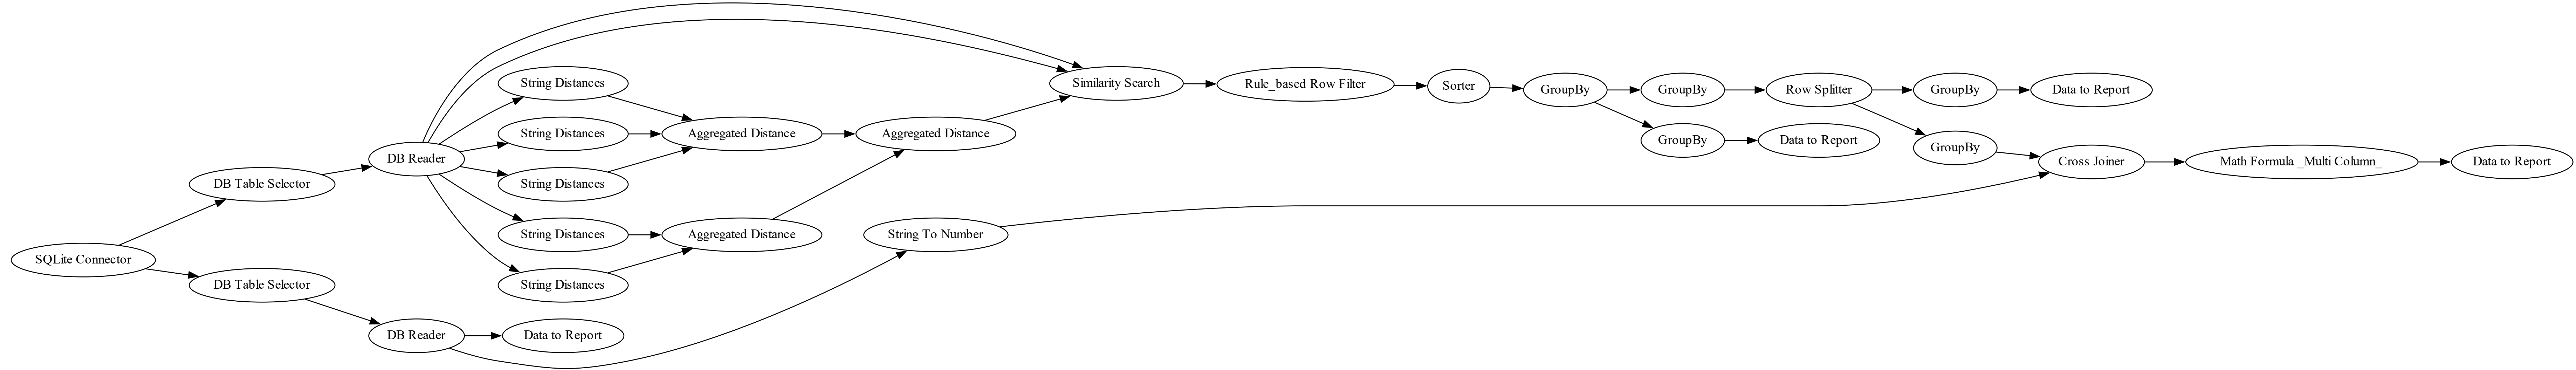 SQLite Connector
DB Table Selector
DB Table Selector
DB Reader
DB Reader
String Distances
String Distances
String Distances
String Distances
String Distances
Data to Report
Aggregated Distance
Aggregated Distance
Aggregated Distance
String To Number
Similarity Search
Rule_based Row Filter
Sorter
GroupBy
GroupBy
GroupBy
Row Splitter
Data to Report
GroupBy
GroupBy
Data to Report
Cross Joiner
Math Formula _Multi Column_
Data to Report